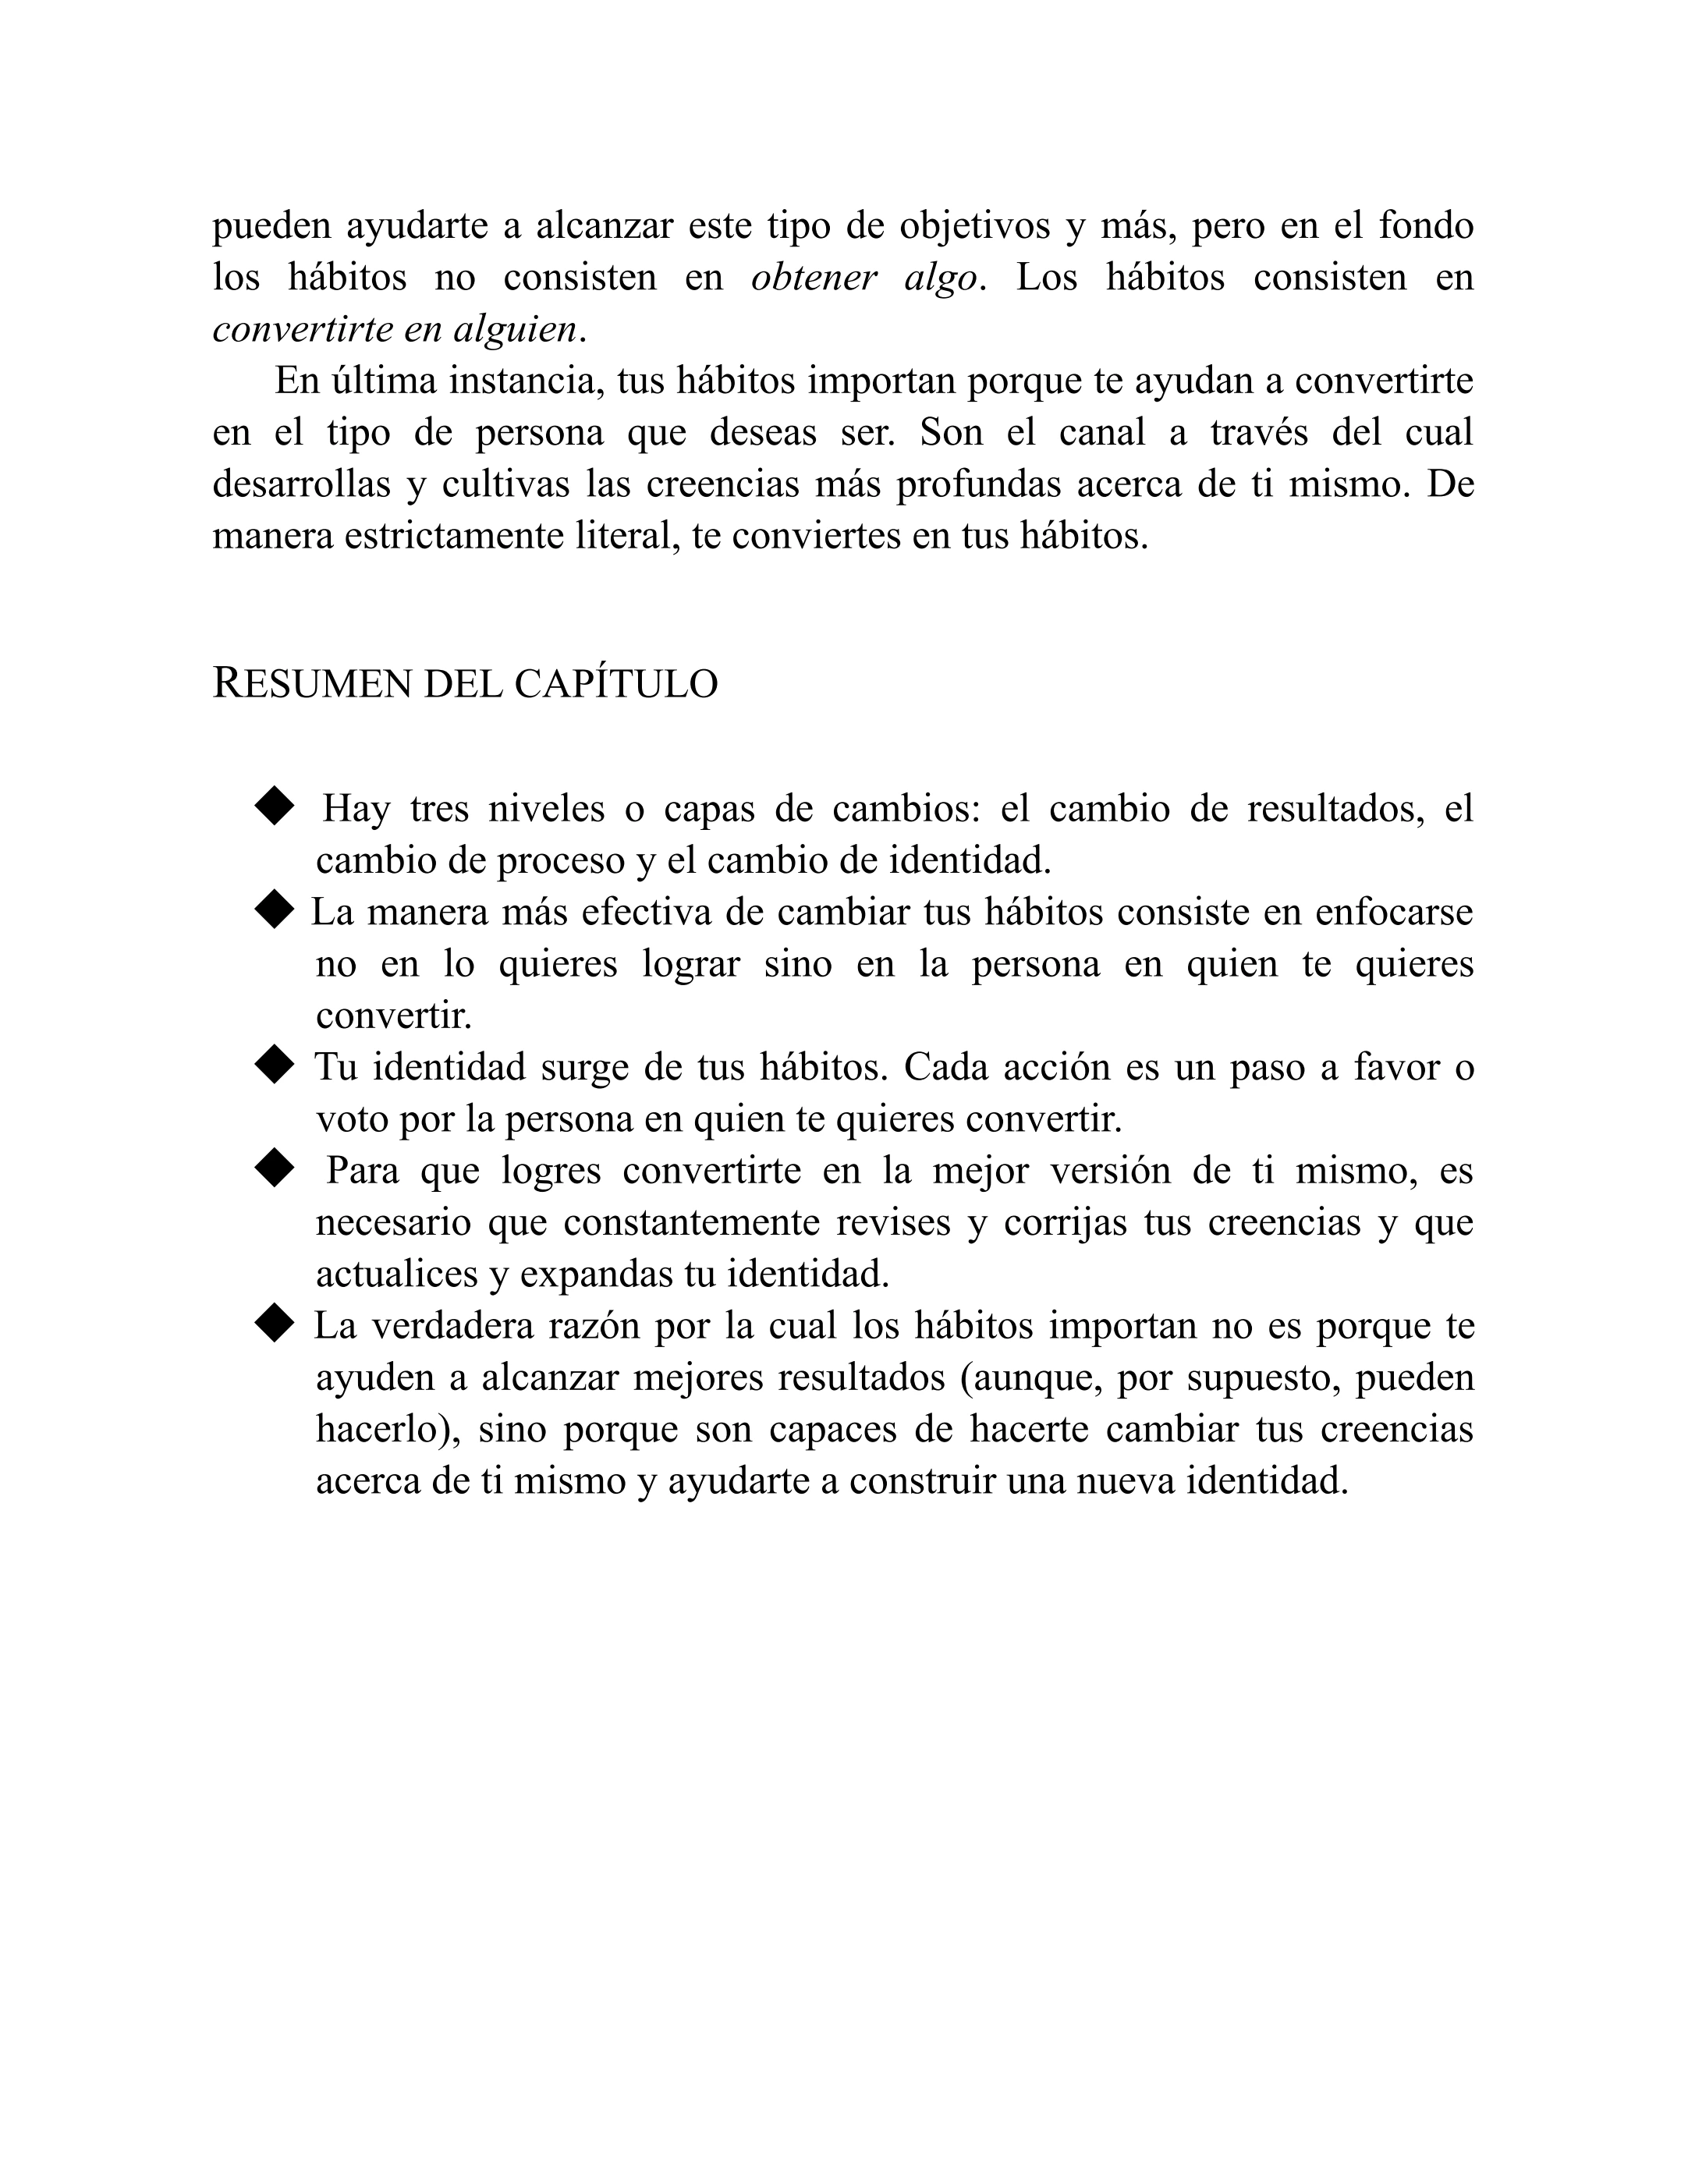 pueden ayudarte a alcanzar este tipo de objetivos y más, pero en el fondo
los hábitos no consisten en obtener algo. Los hábitos consisten en
convertirte en alguien.
En última instancia, tus hábitos importan porque te ayudan a convertirte
en el tipo de persona que deseas ser. Son el canal a través del cual
desarrollas y cultivas las creencias más profundas acerca de ti mismo. De
manera estrictamente literal, te conviertes en tus hábitos.
RESUMEN DEL CAPÍTULO
◆ Hay tres niveles o capas de cambios: el cambio de resultados, el
cambio de proceso y el cambio de identidad.
◆ La manera más efectiva de cambiar tus hábitos consiste en enfocarse
no en lo quieres lograr sino en la persona en quien te quieres
convertir.
◆ Tu identidad surge de tus hábitos. Cada acción es un paso a favor o
voto por la persona en quien te quieres convertir.
◆ Para que logres convertirte en la mejor versión de ti mismo, es
necesario que constantemente revises y corrijas tus creencias y que
actualices y expandas tu identidad.
◆ La verdadera razón por la cual los hábitos importan no es porque te
ayuden a alcanzar mejores resultados (aunque, por supuesto, pueden
hacerlo), sino porque son capaces de hacerte cambiar tus creencias
acerca de ti mismo y ayudarte a construir una nueva identidad.